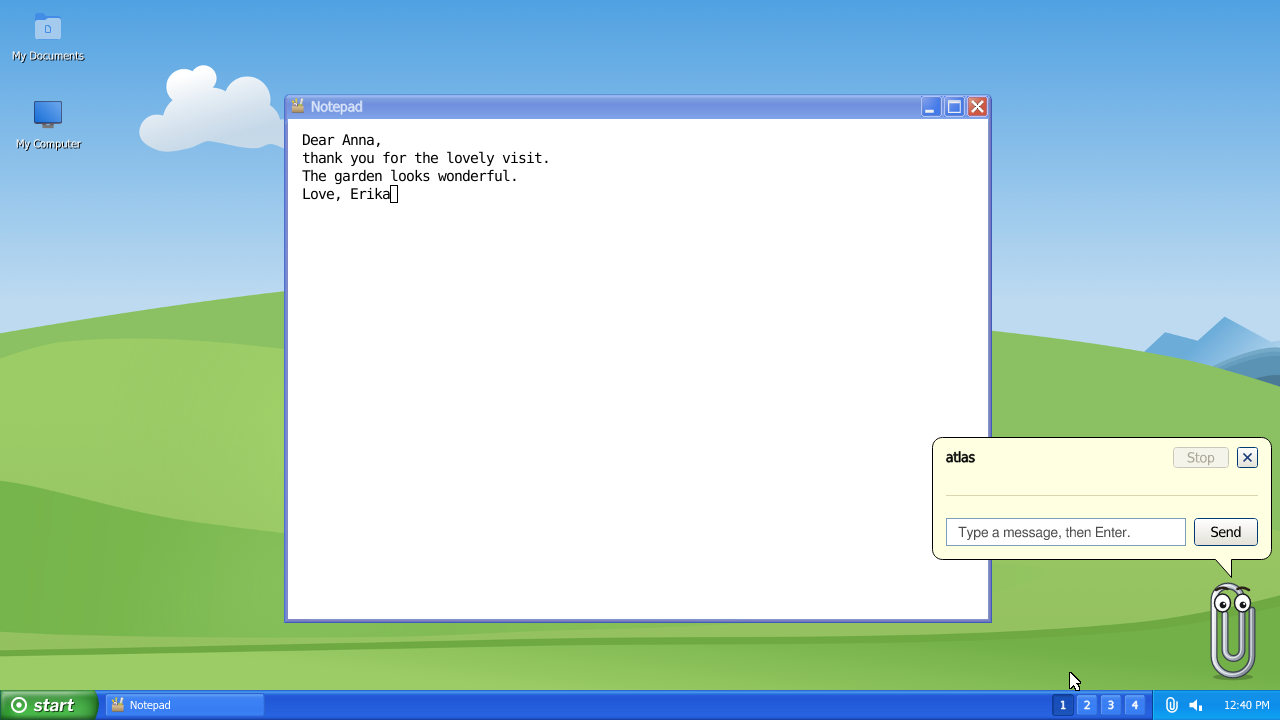 My Documents
My Computer
Notepad
Dear Anna,
thank you for the lovely visit.
The garden looks wonderful.
Love, Erika
atlas
Stop
Type a message, then Enter.
Send
start
Notepad
1 2 3 4
12:40 PM